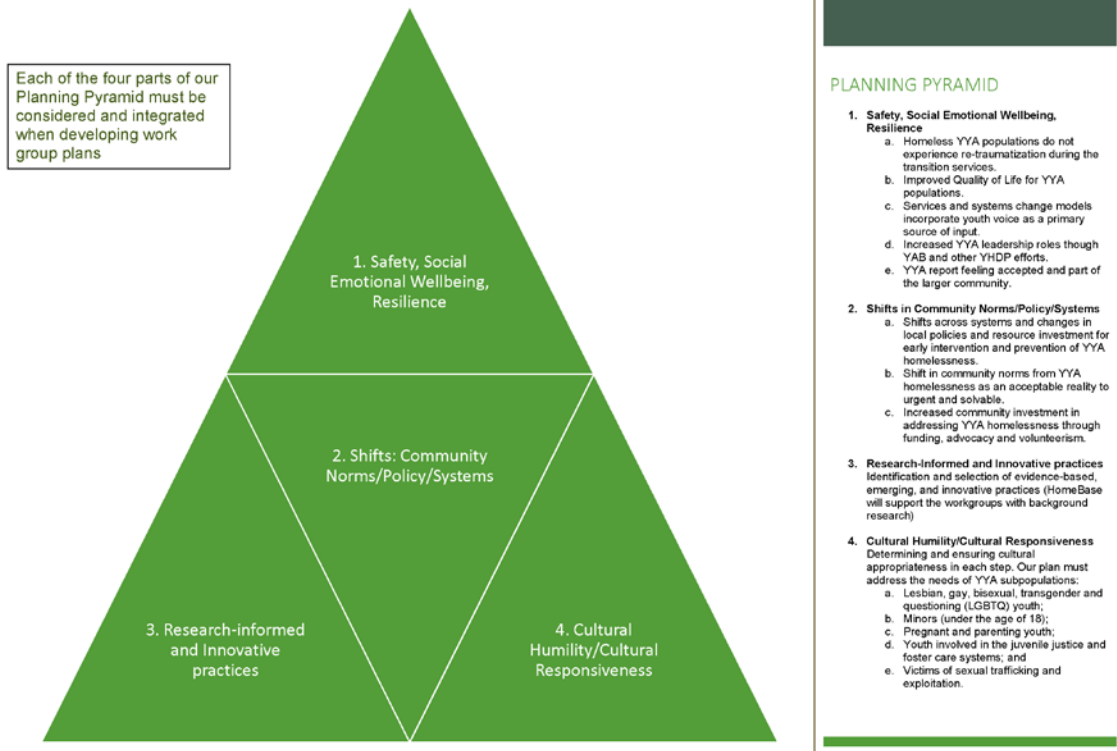 Each of the four parts of our
Planning Pyramid must be
considered and integrated
when developing work
group plans
1. Safety, Social
Emotional Wellbeing,
Resilience
2. Shifts: Community
Norms/Policy/Systems
3. Research-informed
and Innovative
practices
4. Cultural
Humility/Cultural
Responsiveness
PLANNING PYRAMID
1. Safety, Social Emotional Wellbeing,
Resilience
a. Homeless YYA populations do not
experience re-traumatization during the
transition services.
b. Improved Quality of Life for YYA
populations.
c. Services and systems change models
incorporate youth voice as a primary
source of input.
d. Increased YYA leadership roles though
YAB and other YHDP efforts.
e. YYA report feeling accepted and part of
the larger community.
2. Shifts in Community Norms/Policy/Systems
a. Shifts across systems and changes in
local policies and resource investment for
early intervention and prevention of YYA
homelessness.
b. Shift in community norms from YYA
homelessness as an acceptable reality to
urgent and solvable.
c. Increased community investment in
addressing YYA homelessness through
funding, advocacy and volunteerism.
3. Research-Informed and Innovative practices
Identification and selection of evidence-based,
emerging, and innovative practices (HomeBase
will support the workgroups with background
research)
4. Cultural Humility/Cultural Responsiveness
Determining and ensuring cultural
appropriateness in each step. Our plan must
address the needs of YYA subpopulations:
a. Lesbian, gay, bisexual, transgender and
questioning (LGBTQ) youth;
b. Minors (under the age of 18);
c. Pregnant and parenting youth;
d. Youth involved in the juvenile justice and
foster care systems; and
e. Victims of sexual trafficking and
exploitation.